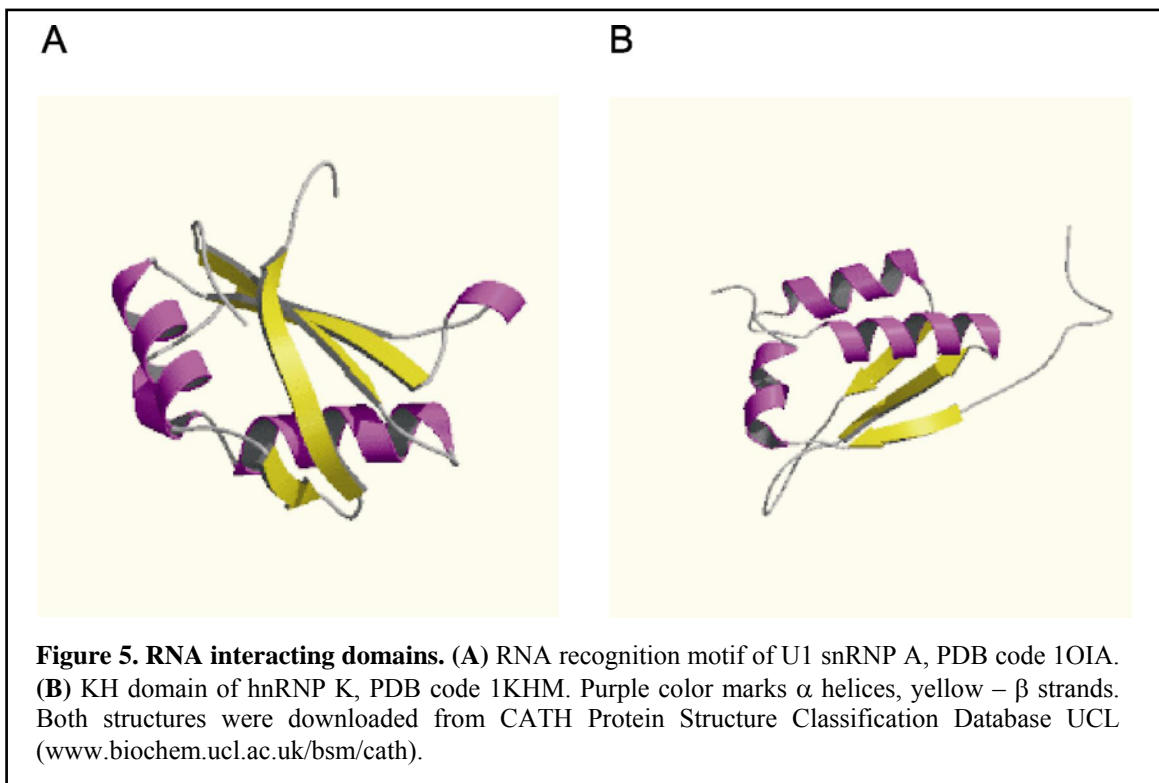 A
B
Figure 5. RNA interacting domains. (A) RNA recognition motif of U1 snRNP A, PDB code 1OIA.
(B) KH domain of hnRNP K, PDB code 1KHM. Purple color marks α helices, yellow – β strands.
Both structures were downloaded from CATH Protein Structure Classification Database UCL
(www.biochem.ucl.ac.uk/bsm/cath).